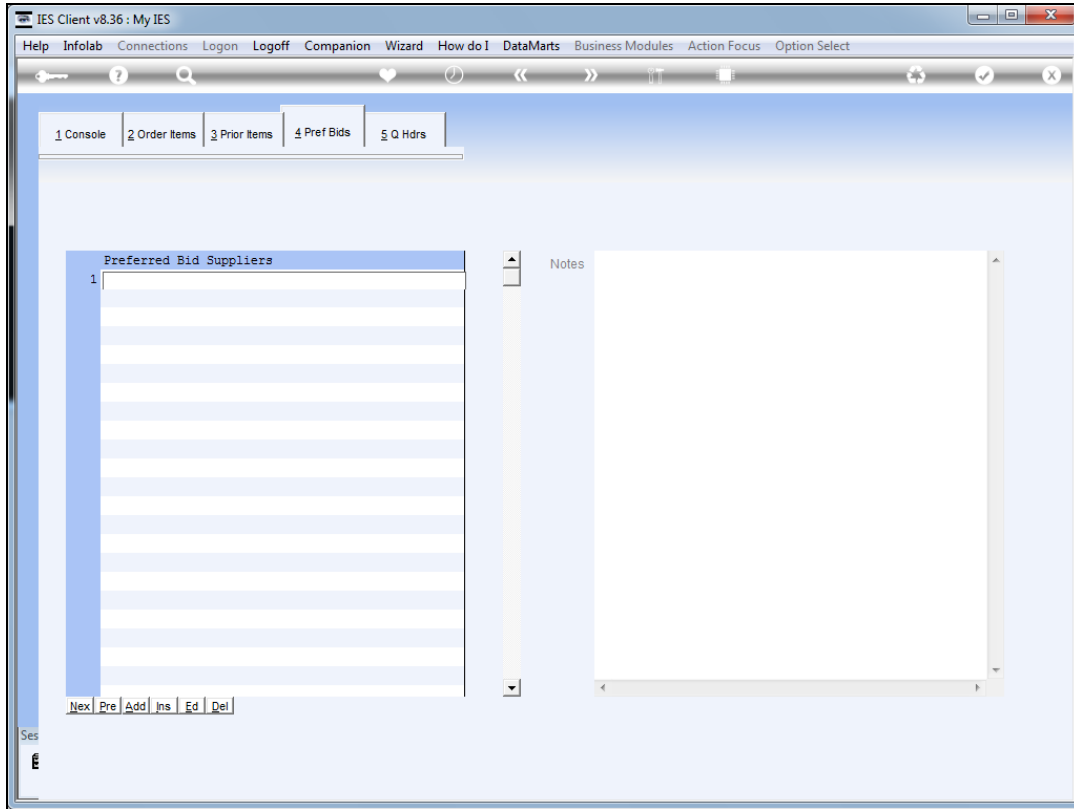 IES Client v8.36 : My IES
Help Infolab Connections Logon Logoff Companion Wizard How do I DataMarts Business Modules Action Focus Option Select
1 Console 2 Order Items 3 Prior Items 4 Pref Bids 5 Q Hdrs
Preferred Bid Suppliers
Notes
1
Nex Pre Add Ins Ed Del
Ses